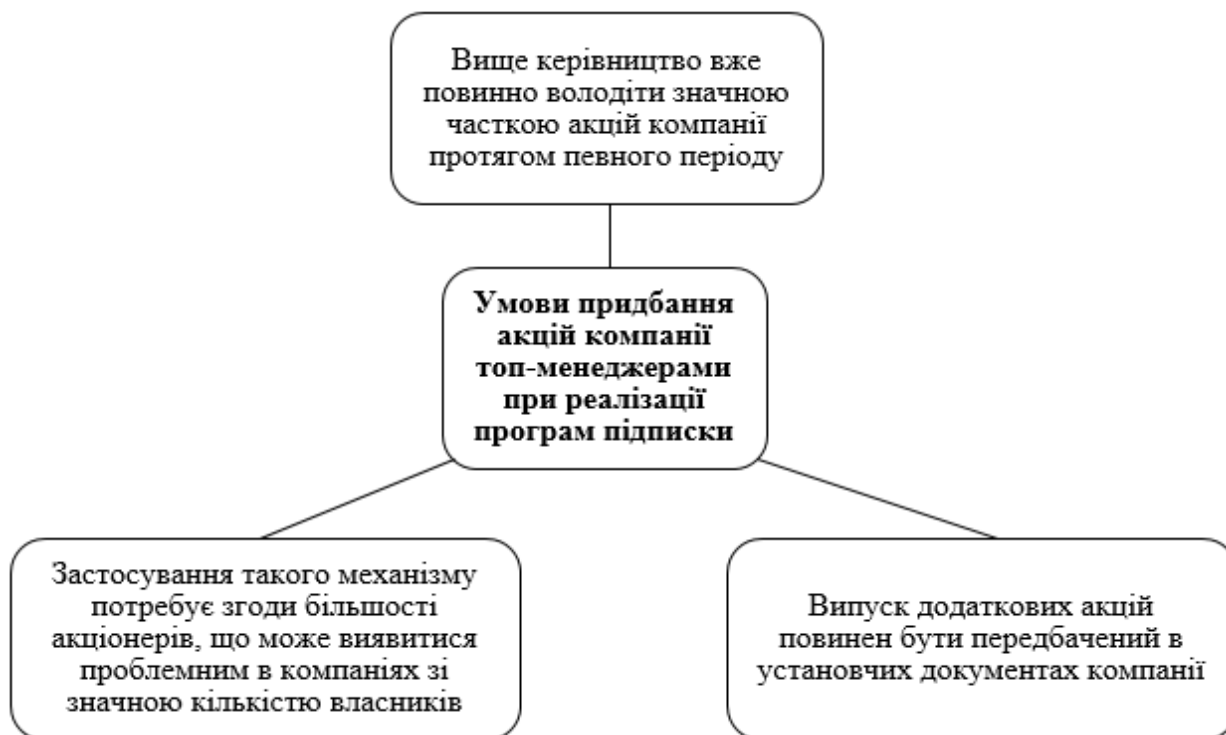 Вище керівництво вже
повинно володіти значною
часткою акцій компанії
протягом певного періоду
Умови придбання
акцій компанії
топ-менеджерами
при реалізації
програм підписки
Застосування такого механізму
потребує згоди більшості
акціонерів, що може виявитися
проблемним в компаніях зі
значною кількістю власників
Випуск додаткових акцій
повинен бути передбачений в
установчих документах компанії